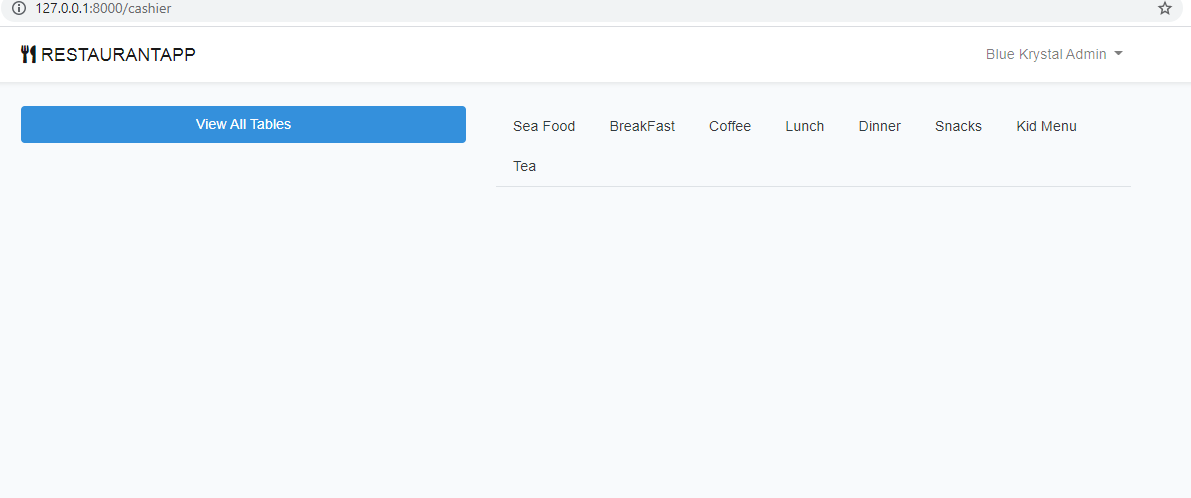 127.0.0.1:8000/cashier
RESTAURANTAPP
Blue Krystal Admin
View All Tables
Sea Food BreakFast Coffee Lunch Dinner Snacks Kid Menu
Tea